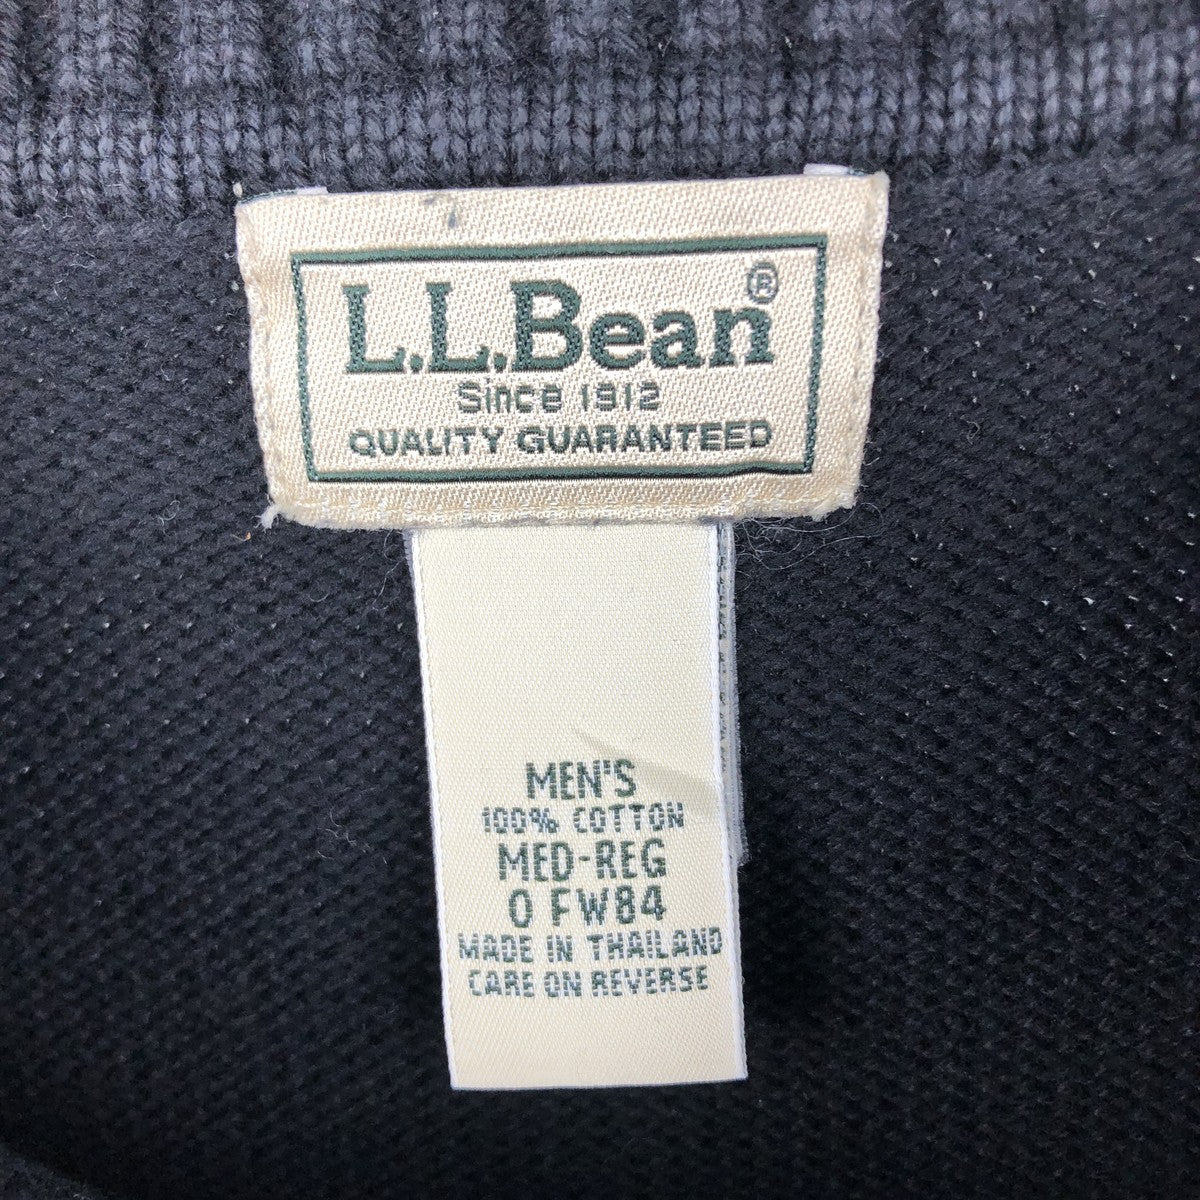 L.L.Bean®
Since 1912
QUALITY GUARANTEED
MEN'S
100% COTTON
MED-REG
0 FW84
MADE IN THAILAND
CARE ON REVERSE